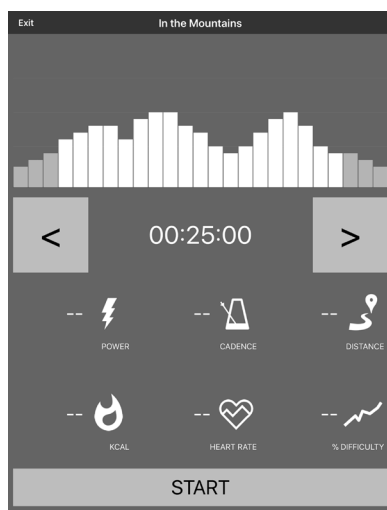 Exit In the Mountains
< 00:25:00 >
-- -- --
POWER CADENCE DISTANCE
-- -- --
KCAL HEART RATE % DIFFICULTY
START